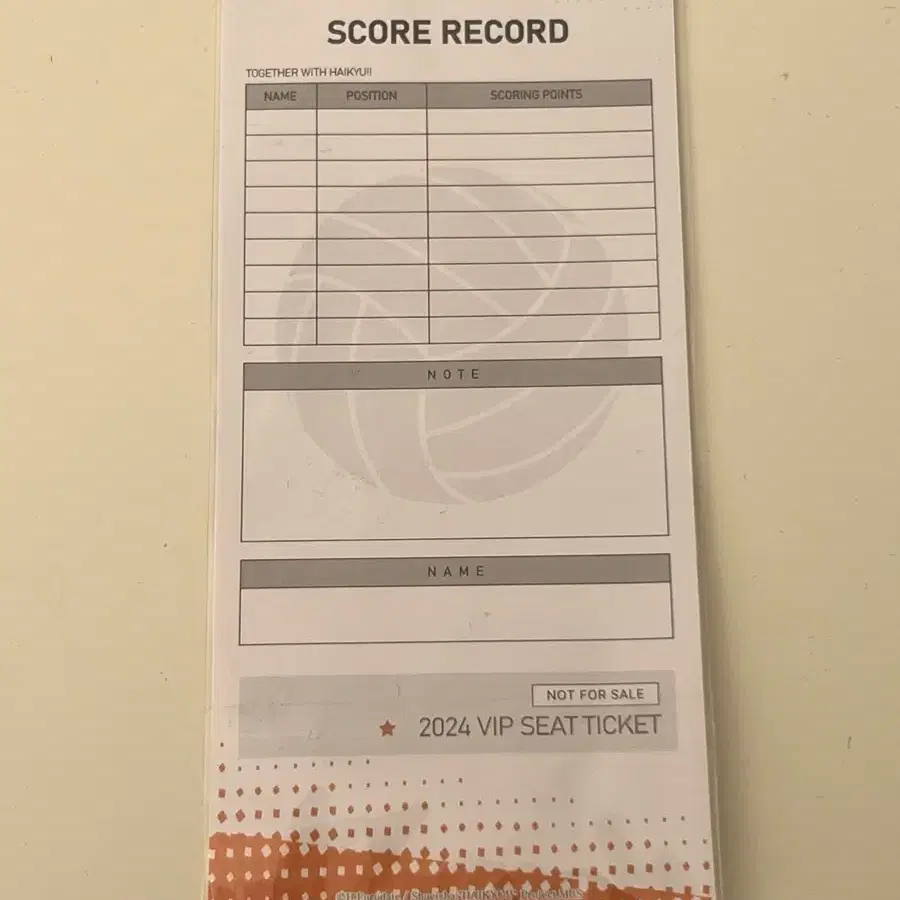 SCORE RECORD
TOGETHER WITH HAIKYU!!
NAME POSITION SCORING POINTS
NOTE
NAME
NOT FOR SALE
2024 VIP SEAT TICKET